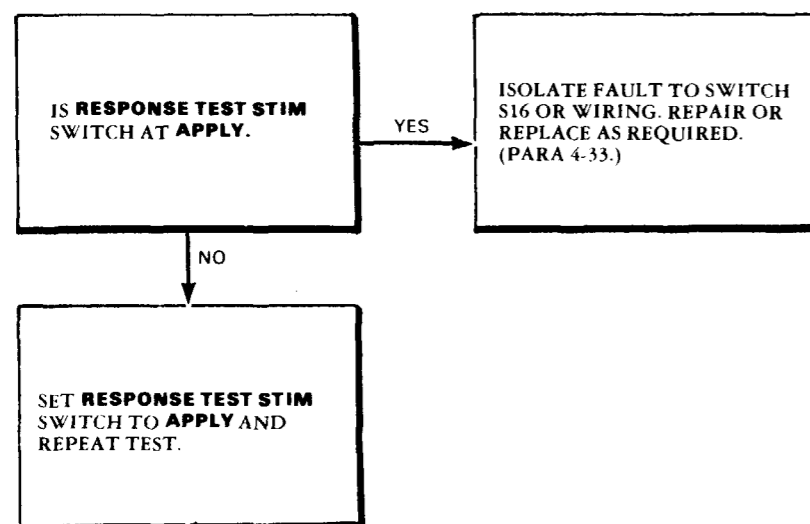 IS RESPONSE TEST STIM
SWITCH AT APPLY.
YES
ISOLATE FAULT TO SWITCH
S16 OR WIRING. REPAIR OR
REPLACE AS REQUIRED.
(PARA 4-33.)
NO
SET RESPONSE TEST STIM
SWITCH TO APPLY AND
REPEAT TEST.